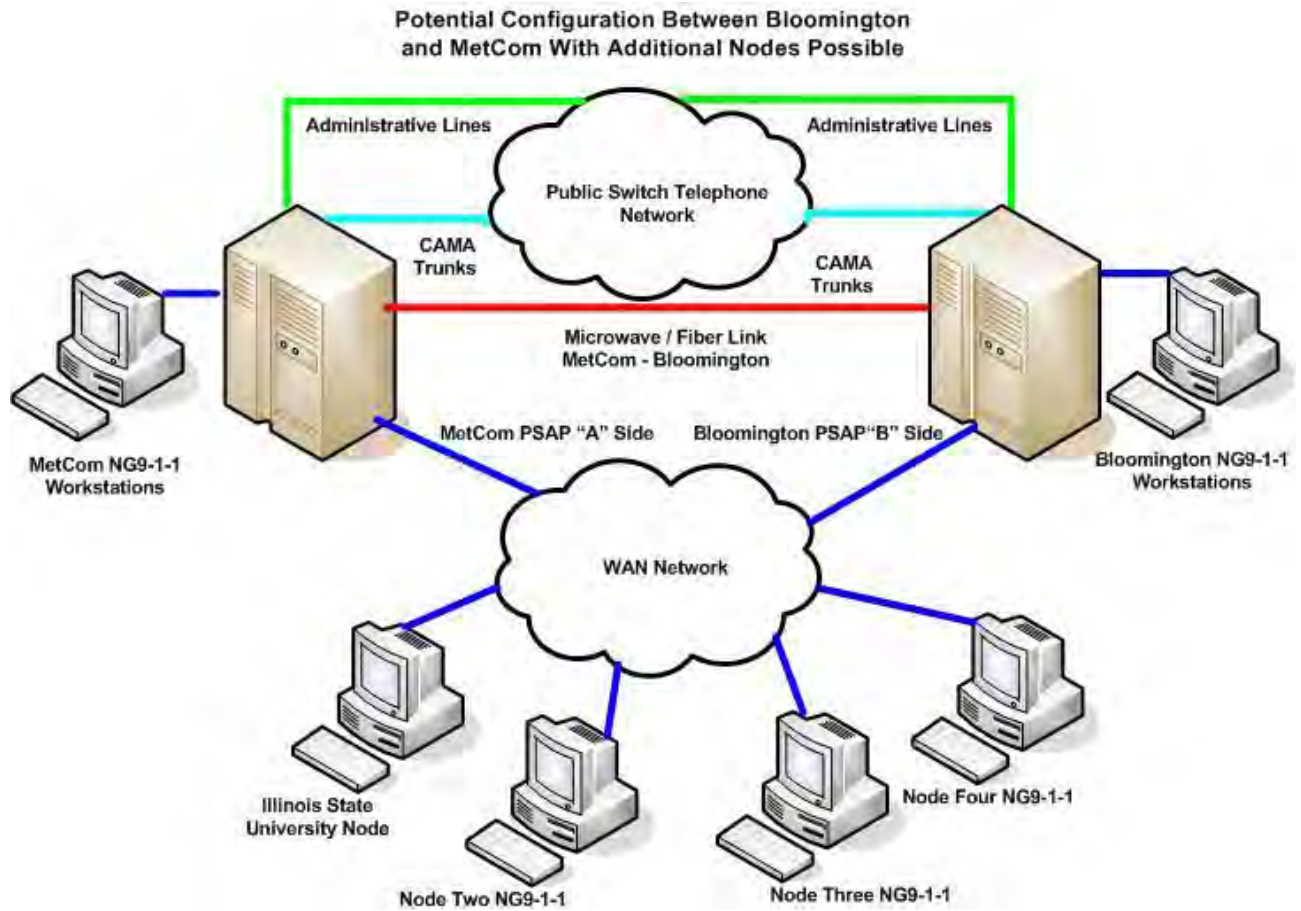 Potential Configuration Between Bloomington
and MetCom With Additional Nodes Possible
Administrative Lines
Administrative Lines
Public Switch Telephone
Network
CAMA
Trunks
CAMA
Trunks
Microwave / Fiber Link
MetCom - Bloomington
MetCom PSAP “A” Side
Bloomington PSAP“B” Side
MetCom NG9-1-1
Workstations
Bloomington NG9-1-1
Workstations
WAN Network
Illinois State
University Node
Node Two NG9-1-1
Node Three NG9-1-1
Node Four NG9-1-1